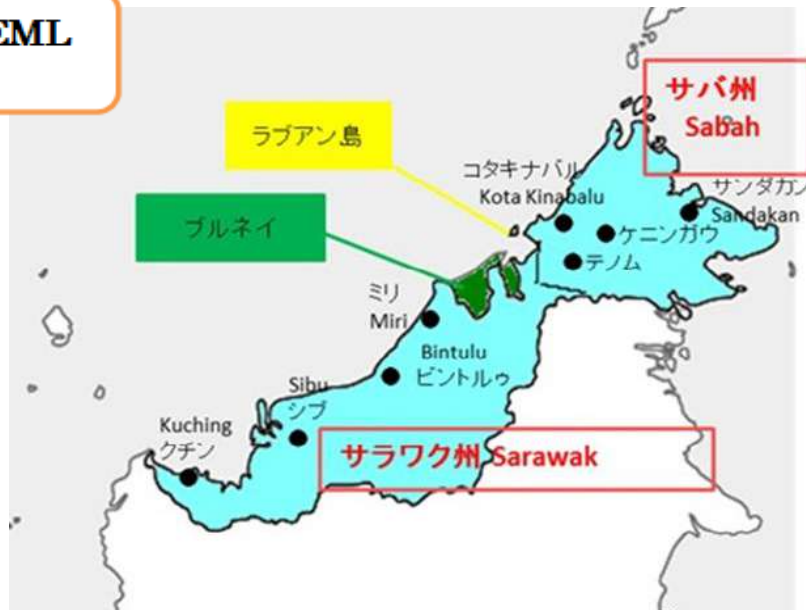 EML
サバ州
Sabah
ラブアン島
コタキナバル
Kota Kinabalu
サンダカン
Sandakan
ブルネイ
ケニンガウ
テノム
ミリ
Miri
Bintulu
ビントルゥ
Sibu
シブ
Kuching
クチン
サラワク州 Sarawak